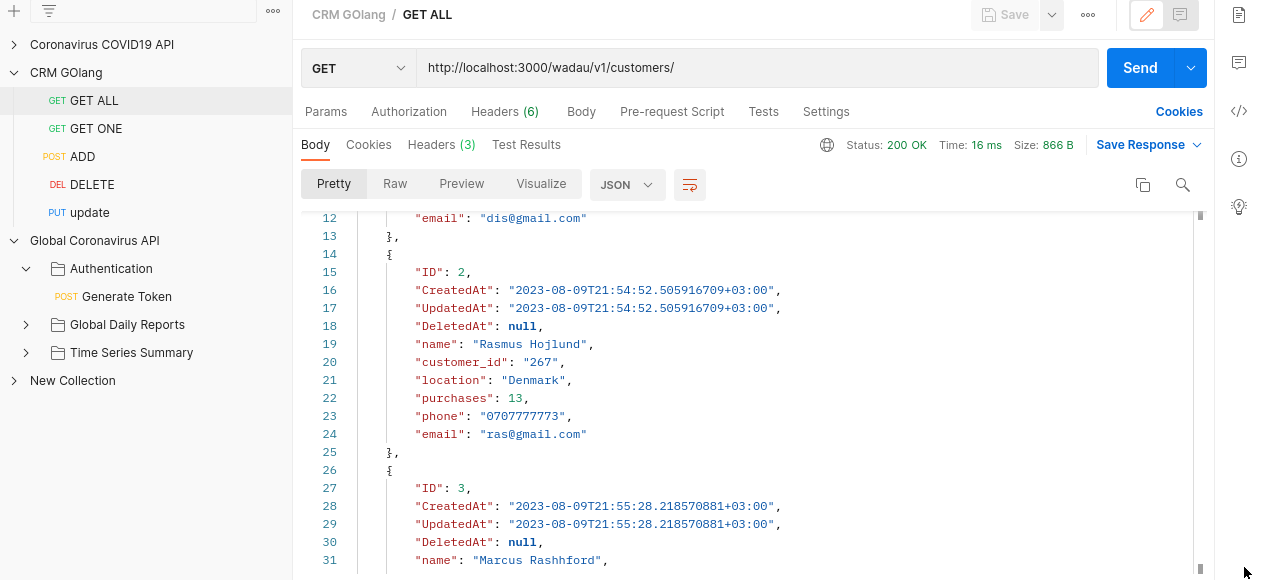 CRM GOlang / GET ALL
Save
Coronavirus COVID19 API
CRM GOlang
GET GET ALL
GET GET ONE
POST ADD
DEL DELETE
PUT update
Global Coronavirus API
Authentication
POST Generate Token
Global Daily Reports
Time Series Summary
New Collection
GET http://localhost:3000/wadau/v1/customers/ Send
Params Authorization Headers (6) Body Pre-request Script Tests Settings Cookies
Body Cookies Headers (3) Test Results Status: 200 OK Time: 16 ms Size: 866 B Save Response
Pretty Raw Preview Visualize JSON
12 "email": "dis@gmail.com"
13 },
14 {
15 "ID": 2,
16 "CreatedAt": "2023-08-09T21:54:52.505916709+03:00",
17 "UpdatedAt": "2023-08-09T21:54:52.505916709+03:00",
18 "DeletedAt": null,
19 "name": "Rasmus Hojlund",
20 "customer_id": "267",
21 "location": "Denmark",
22 "purchases": 13,
23 "phone": "0707777773",
24 "email": "ras@gmail.com"
25 },
26 {
27 "ID": 3,
28 "CreatedAt": "2023-08-09T21:55:28.218570881+03:00",
29 "UpdatedAt": "2023-08-09T21:55:28.218570881+03:00",
30 "DeletedAt": null,
31 "name": "Marcus Rashhford",